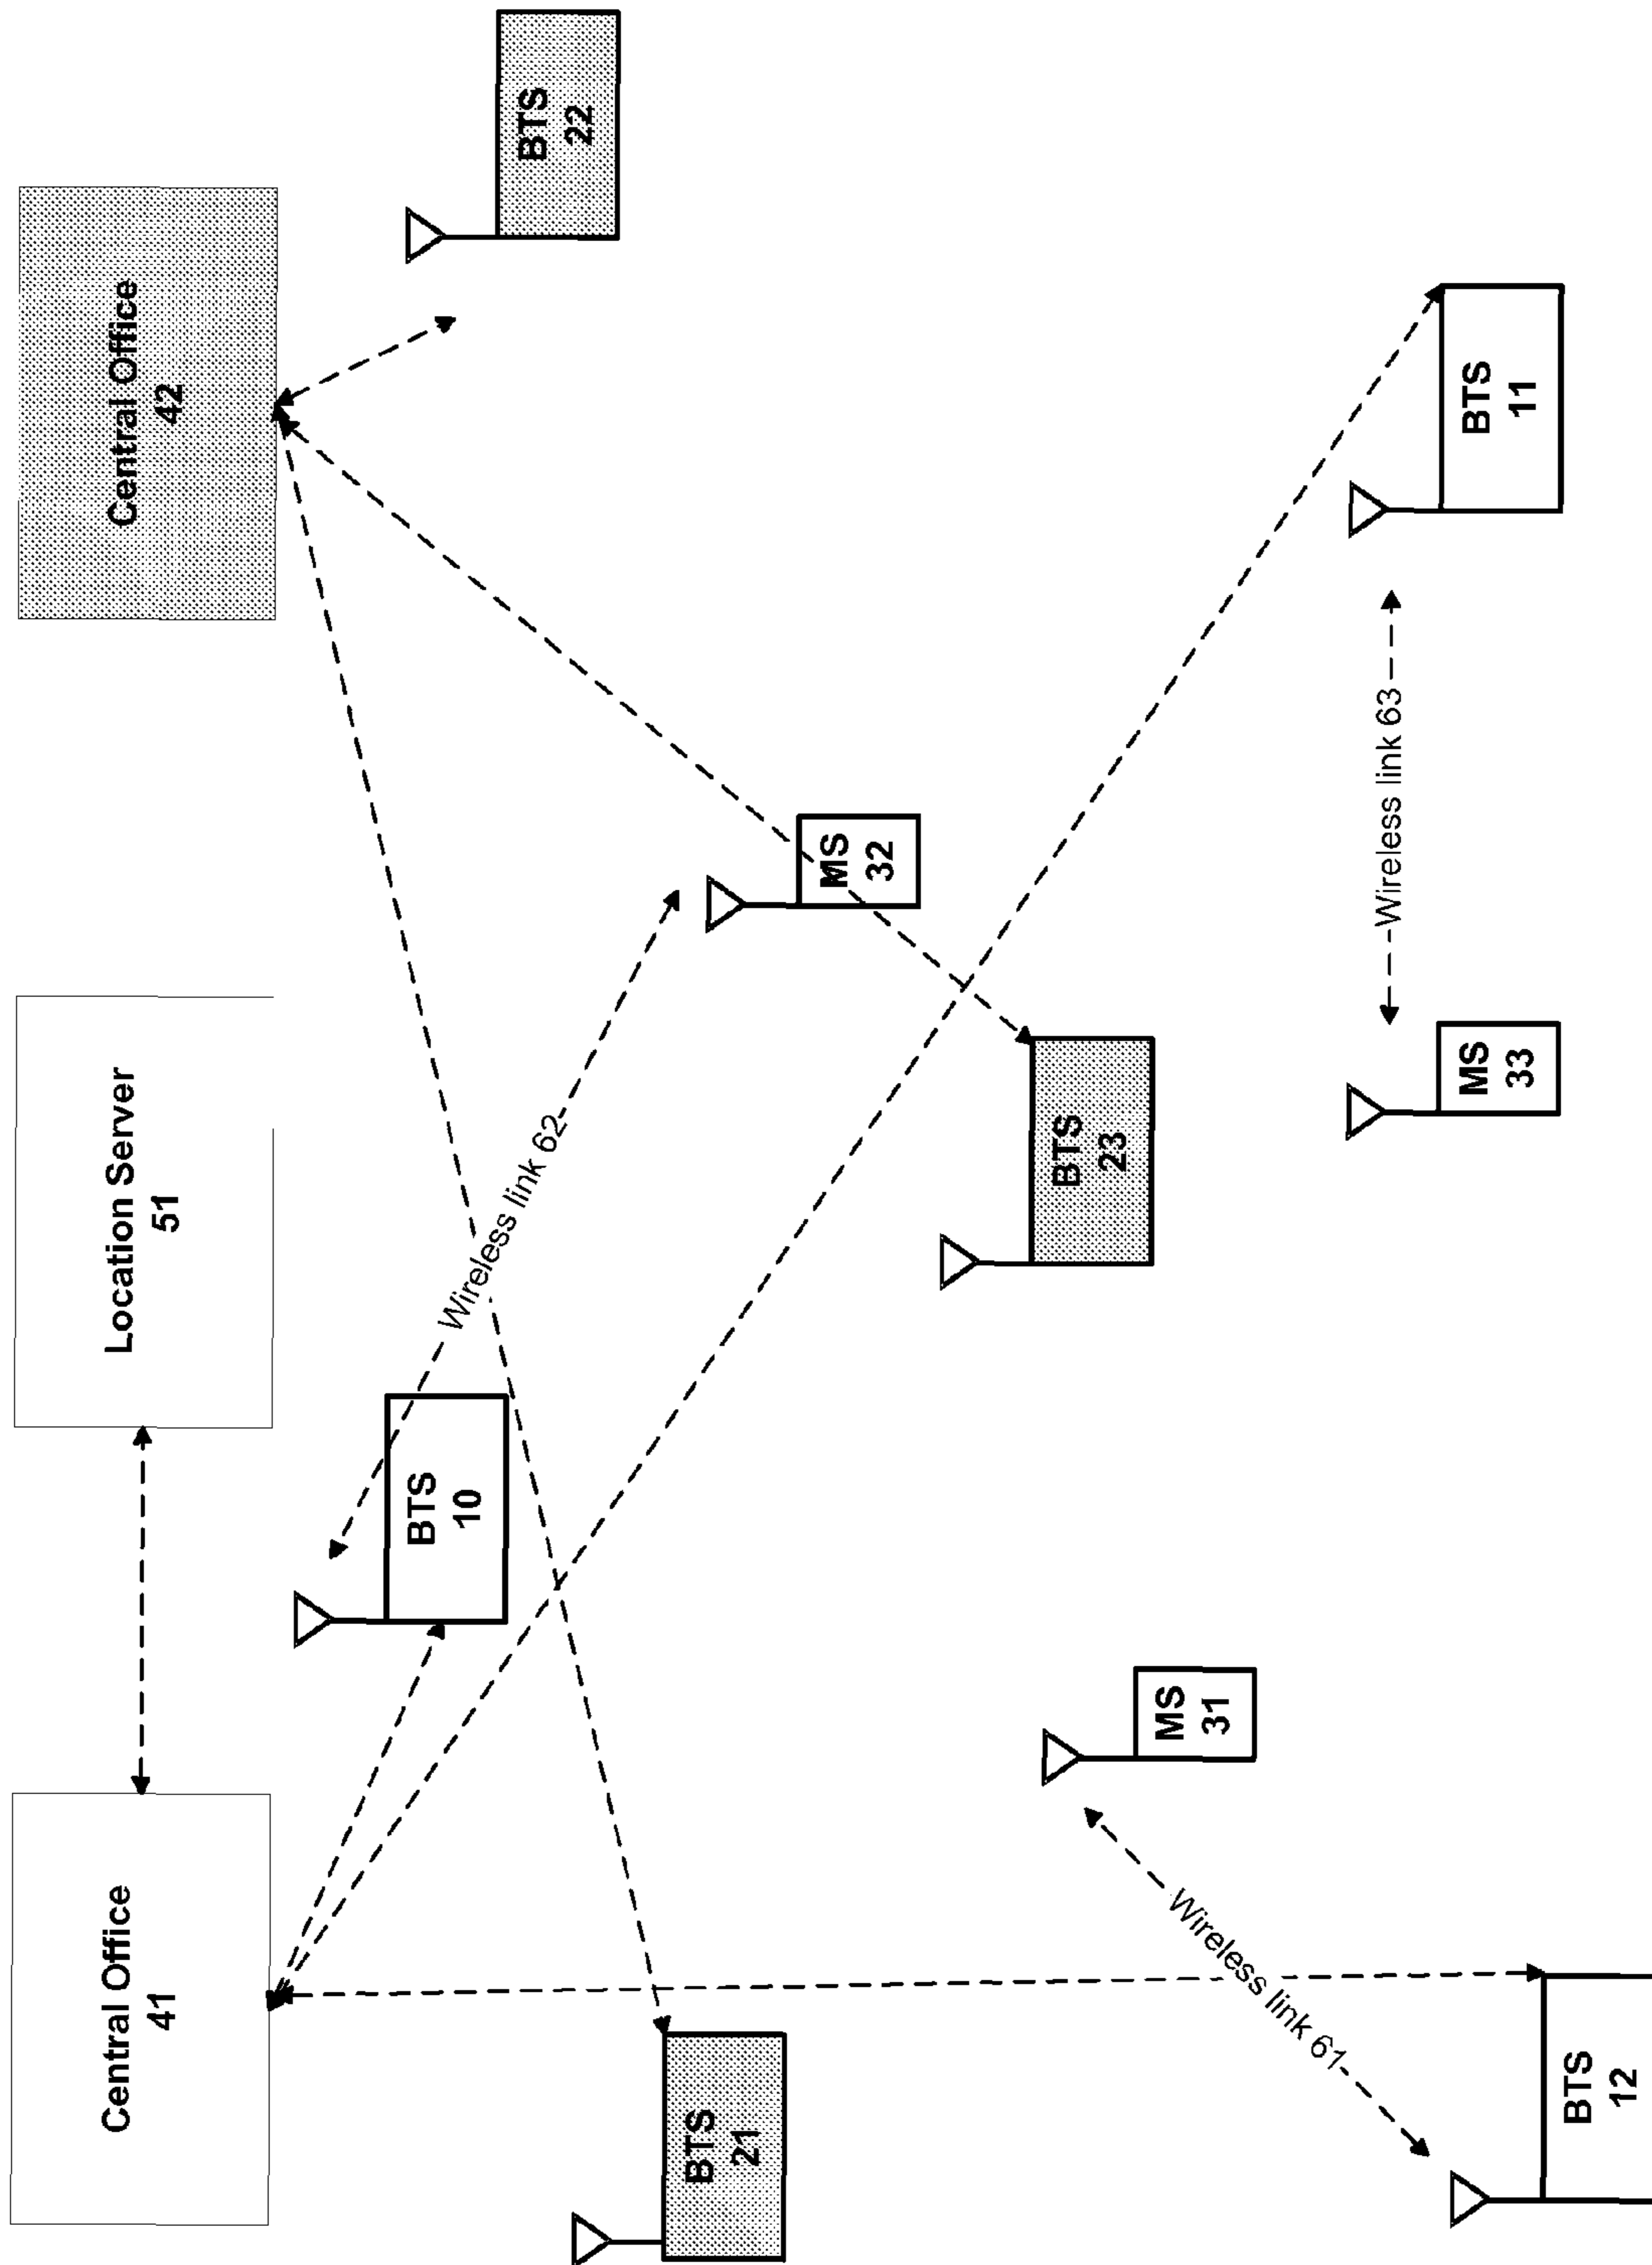 Central Office
41
Location Server
51
Central Office
42
BTS
10
Wireless link 62
BTS
22
BTS
21
MS
32
BTS
23
MS
31
Wireless link 61
BTS
12
MS
33
Wireless link 63
BTS
11